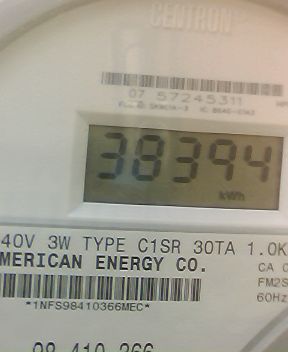 CENTRON
07 57245311
38394
kWh
40V 3W TYPE C1SR 30TA 1.0K
MERICAN ENERGY CO.
CA 0
FM2S
60Hz
*1NFS98410366MEC*
98 410 366